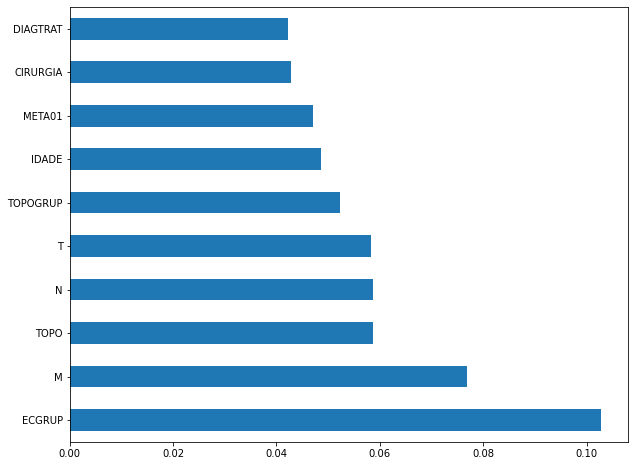 DIAGTRAT
CIRURGIA
META01
IDADE
TOPOGRUP
T
N
TOPO
M
ECGRUP
0.00 0.02 0.04 0.06 0.08 0.10